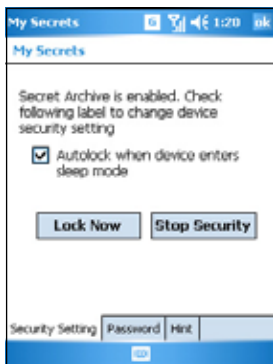 My Secrets G 1:20 ok
My Secrets
Secret Archive is enabled. Check
following label to change device
security setting
Autolock when device enters
sleep mode
Lock Now Stop Security
Security Setting Password Hint